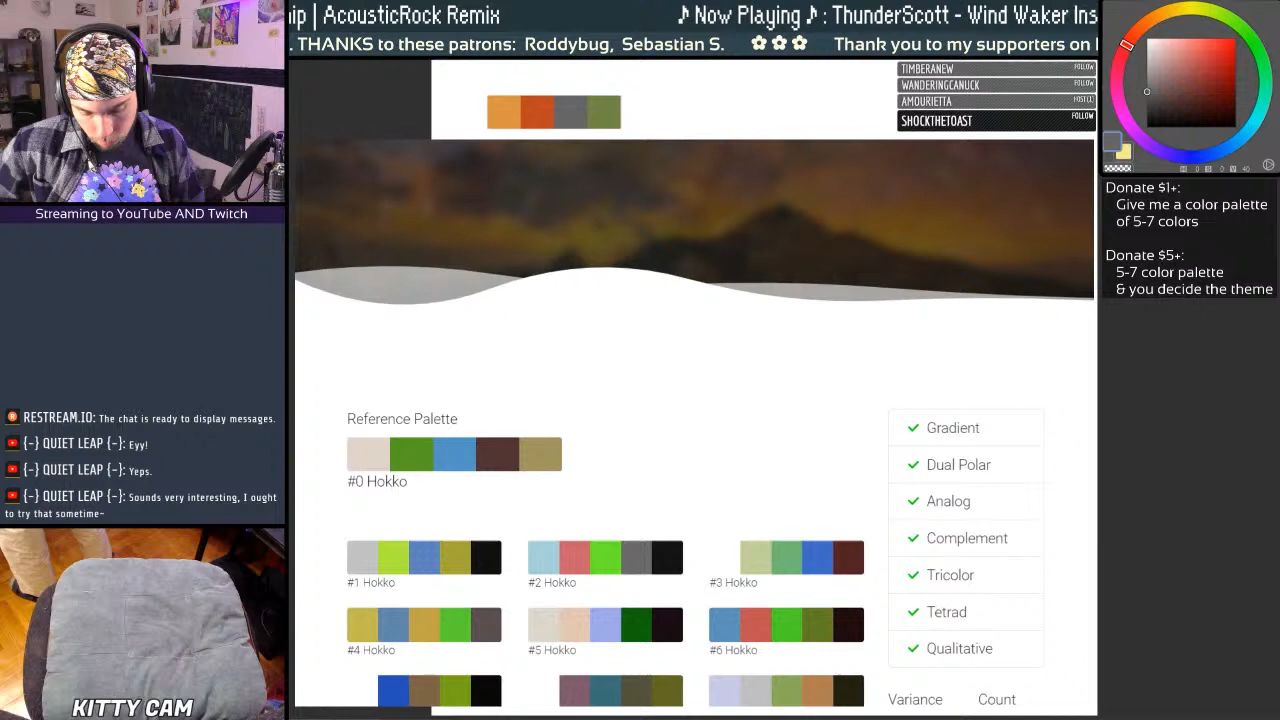 ip | AcousticRock Remix
♪ Now Playing ♪ : ThunderScott - Wind Waker Ins
. THANKS to these patrons: Roddybug, Sebastian S. ✿ ✿ ✿ Thank you to my supporters on
TIMBERANEW FOLLOW
WANDERINGCANUCK FOLLOW
AMOURIETTA HOST(1)
SHOCKTHETOAST FOLLOW
Donate $1+:
Give me a color palette
of 5-7 colors
Donate $5+:
5-7 color palette
& you decide the theme
Streaming to YouTube AND Twitch
RESTREAM.IO: The chat is ready to display messages.
{-} QUIET LEAP {-}: Eyy!
{-} QUIET LEAP {-}: Yeps.
{-} QUIET LEAP {-}: Sounds very interesting, I ought
to try that sometime~
KITTY CAM
Reference Palette
#0 Hokko
#1 Hokko
#2 Hokko
#3 Hokko
#4 Hokko
#5 Hokko
#6 Hokko
Gradient
Dual Polar
Analog
Complement
Tricolor
Tetrad
Qualitative
Variance Count